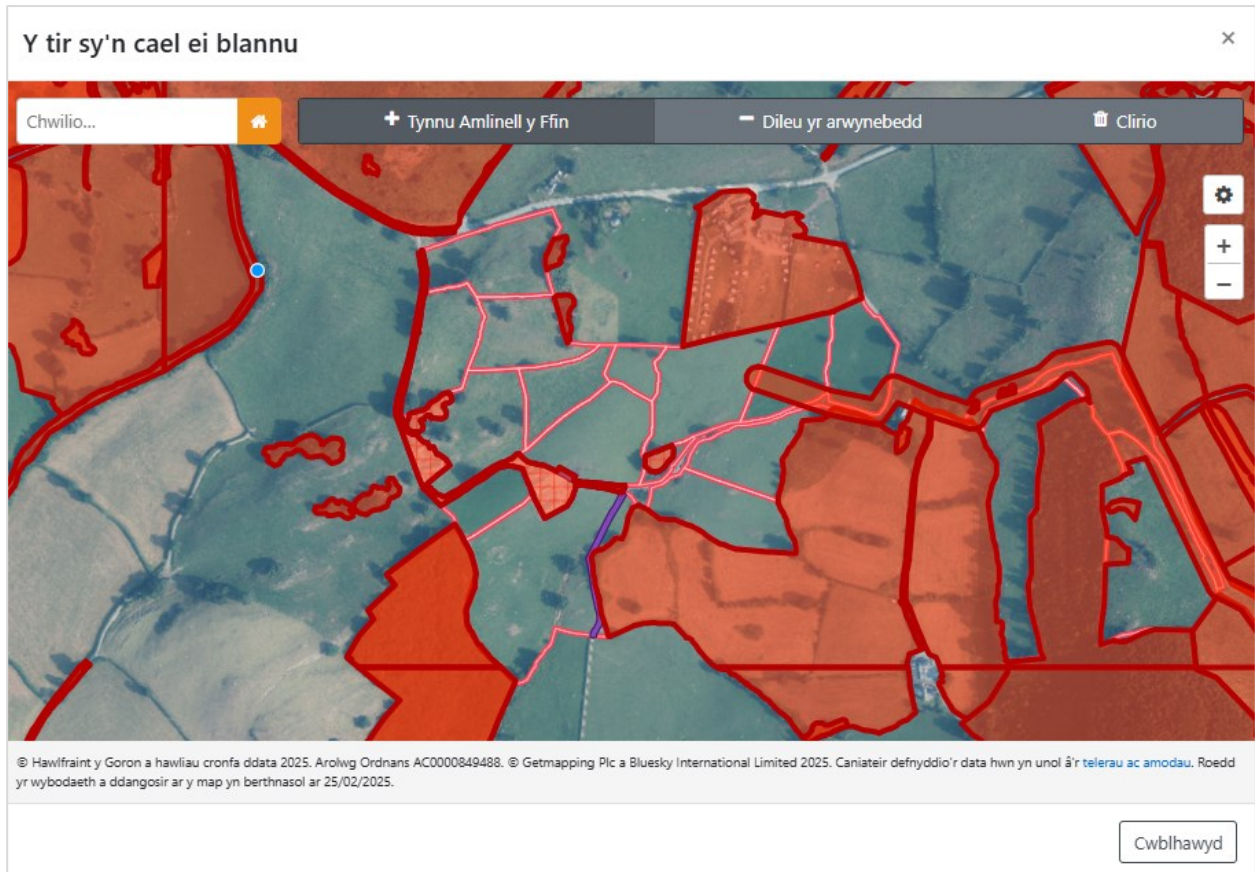 Y tir sy'n cael ei blannu
×
Chwilio...
Tynnu Amlinell y Ffin
Dileu yr arwynebedd
Clirio
+
−
© Hawlfraint y Goron a hawliau cronfa ddata 2025. Arolwg Ordnans AC0000849488. © Getmapping Plc a Bluesky International Limited 2025. Caniateir defnyddio'r data hwn yn unol â'r telerau ac amodau. Roedd
yr wybodaeth a ddangosir ar y map yn berthnasol ar 25/02/2025.
Cwblhawyd